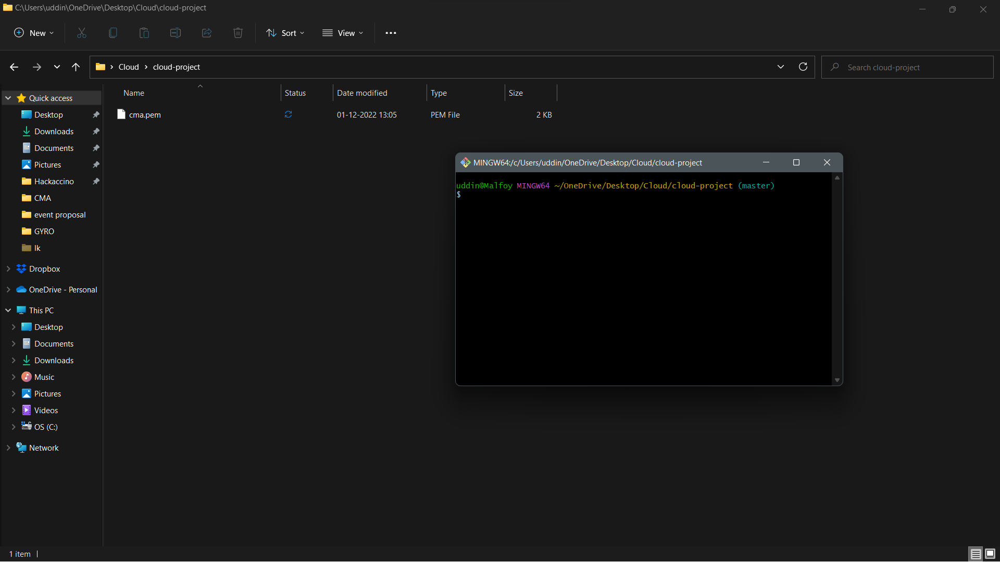 C:\Users\uddin\OneDrive\Desktop\Cloud\cloud-project
New
Sort
View
Cloud
cloud-project
Search cloud-project
Name
Status
Date modified
Type
Size
cma.pem
01-12-2022 13:05
PEM File
2 KB
Quick access
Desktop
Downloads
Documents
Pictures
Hackaccino
CMA
event proposal
GYRO
lk
Dropbox
OneDrive - Personal
This PC
Desktop
Documents
Downloads
Music
Pictures
Videos
OS (C:)
Network
MINGW64:/c/Users/uddin/OneDrive/Desktop/Cloud/cloud-project
uddin@Malfoy MINGW64 ~/OneDrive/Desktop/Cloud/cloud-project (master)
$
1 item